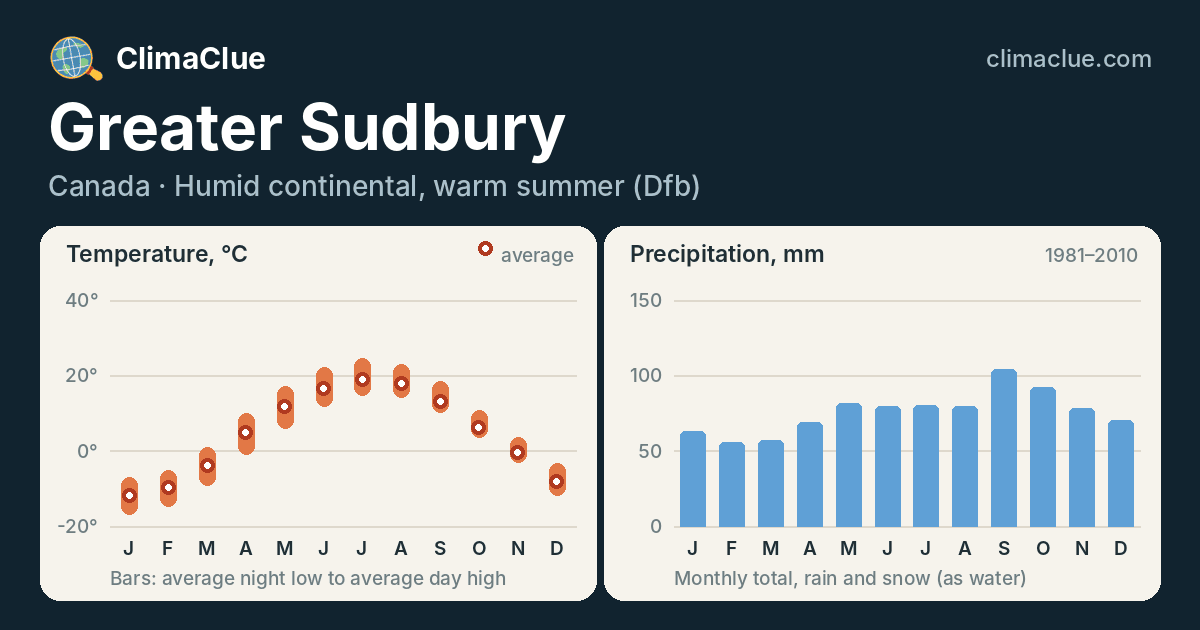 ClimaClue
climaclue.com
Greater Sudbury
Canada · Humid continental, warm summer (Dfb)
Temperature, °C
average
40°
20°
0°
-20°
J F M A M J J A S O N D
Bars: average night low to average day high
Precipitation, mm
1981–2010
150
100
50
0
J F M A M J J A S O N D
Monthly total, rain and snow (as water)